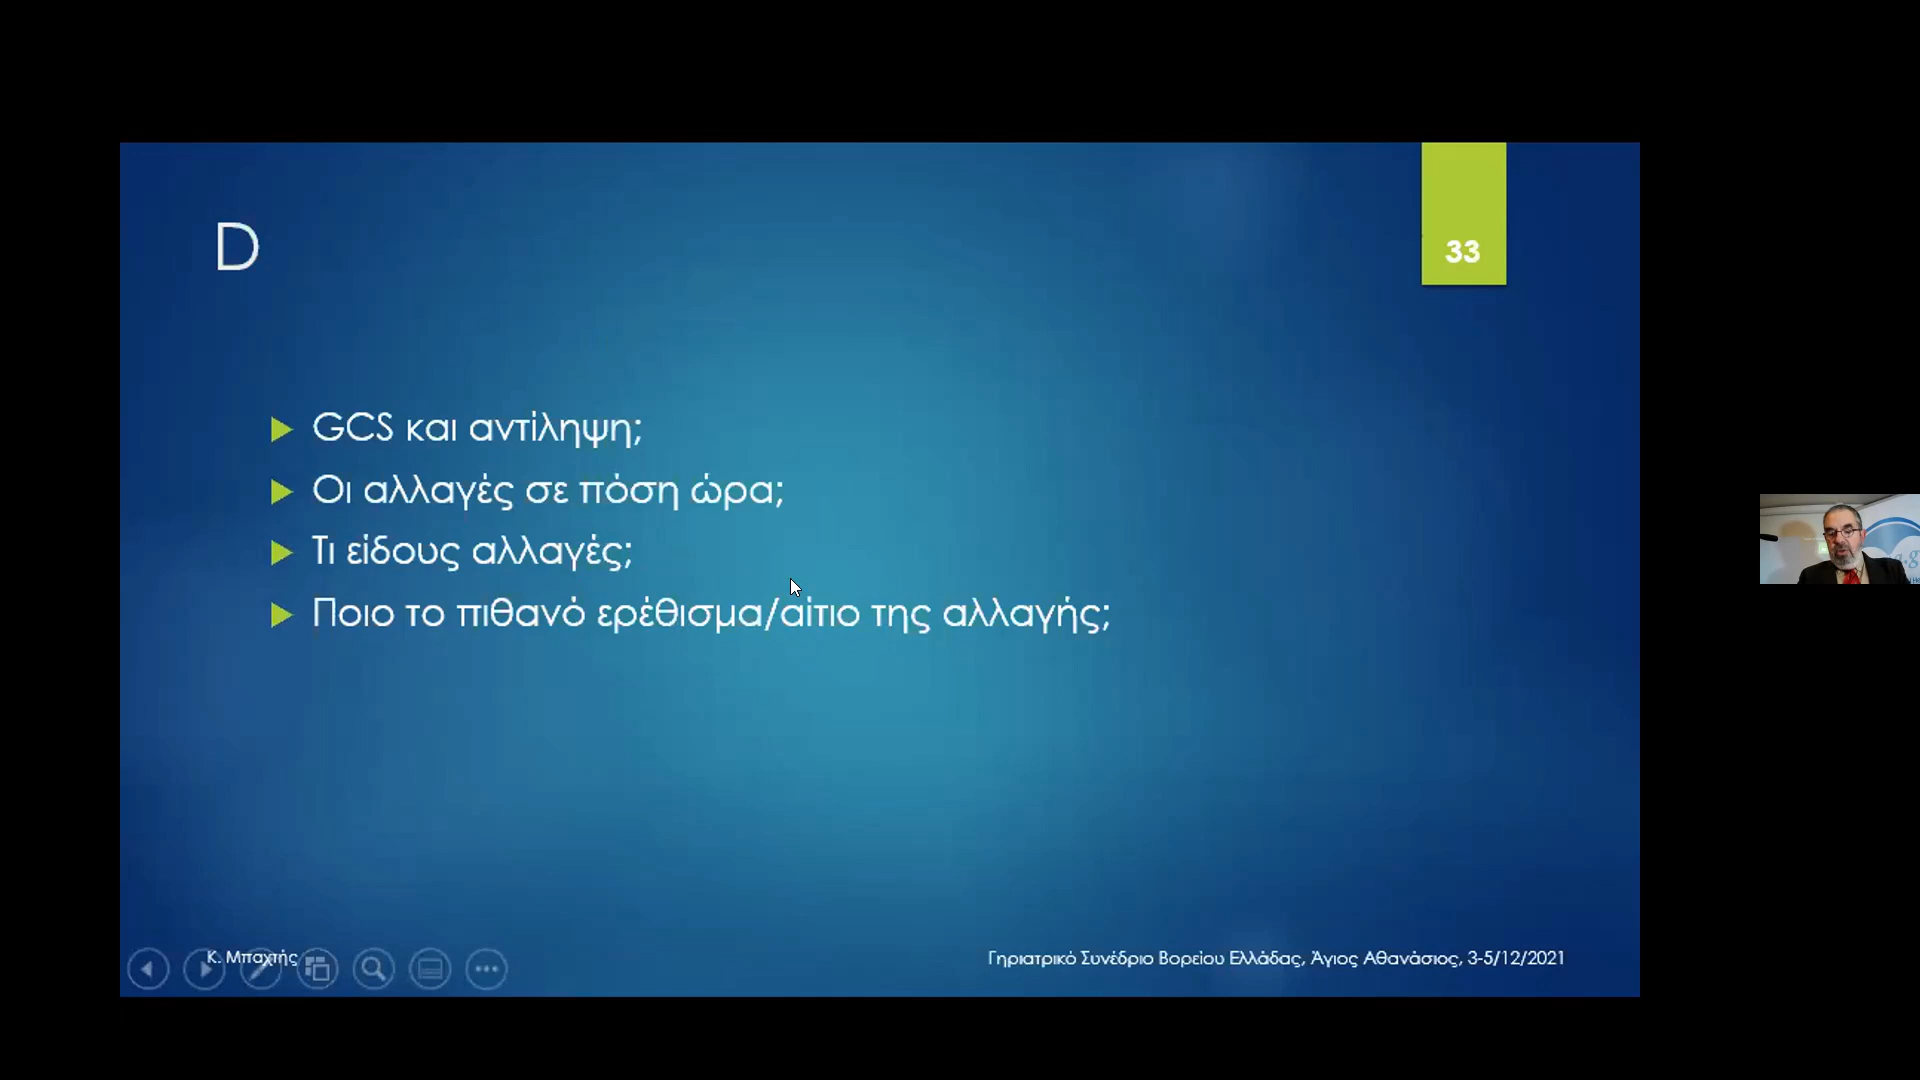 D
33
GCS και αντίληψη;
Οι αλλαγές σε πόση ώρα;
Τι είδους αλλαγές;
Ποιο το πιθανό ερέθισμα/αίτιο της αλλαγής;
Κ. Μπαχτής
Γηριατρικό Συνέδριο Βορείου Ελλάδας, Άγιος Αθανάσιος, 3-5/12/2021